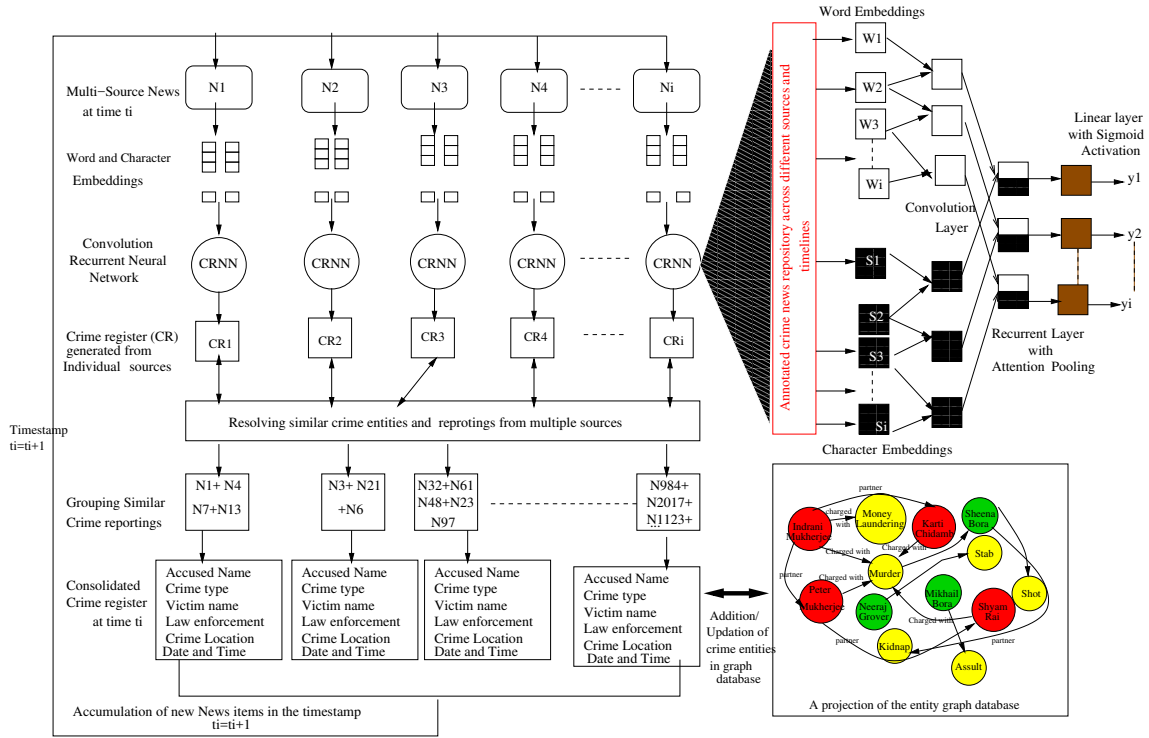 Word Embeddings
Multi−Source News
at time ti
N1
N2
N3
N4
Ni
Word and Character
Embeddings
Convolution
Recurrent Neural
Network
CRNN
CRNN
CRNN
CRNN
CRNN
Crime register (CR)
generated from
Individual sources
CR1
CR2
CR3
CR4
CRi
Resolving similar crime entities and reprotings from multiple sources
Timestamp
ti=ti+1
Grouping Similar
Crime reportings
N1+ N4
N7+N13
N3+ N21
+N6
N32+N61
N48+N23
N97
N984+
N2017+
N1123+
...
Consolidated
Crime register
at time ti
Accused Name
Crime type
Victim name
Law enforcement
Crime Location
Date and Time
Accused Name
Crime type
Victim name
Law enforcement
Crime Location
Date and Time
Accused Name
Crime type
Victim name
Law enforcement
Crime Location
Date and Time
Accused Name
Crime type
Victim name
Law enforcement
Crime Location
Date and Time
Accumulation of new News items in the timestamp
ti=ti+1
Annotated crime news repository across different sources and
timelines
W1
W2
W3
Wi
Convolution
Layer
S1
S2
S3
Si
Character Embeddings
Linear layer
with Sigmoid
Activation
y1
y2
yi
Recurrent Layer
with
Attention Pooling
Addition/
Updation of
crime entities
in graph
database
partner
Indrani
Mukherjee
charged
with
Money
Laundering
Karti
Chidamb
Sheena
Bora
Charged with
Charged with
Stab
Murder
partner
Charged with
Peter
Mukherjee
Neeraj
Grover
Mikhail
Bora
Shyam
Rai
Shot
Charged with
partner
Kidnap
partner
Assult
A projection of the entity graph database